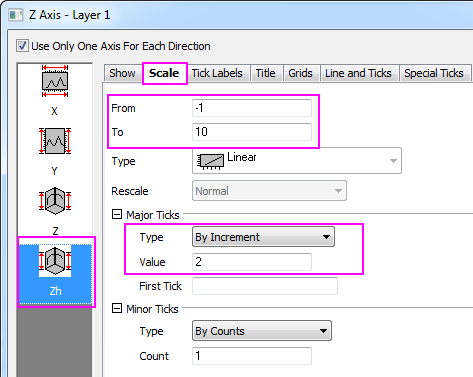 Z Axis - Layer 1
Use Only One Axis For Each Direction
X
Y
Z
Zh
Show Scale Tick Labels Title Grids Line and Ticks Special Ticks
From -1
To 10
Type Linear
Rescale Normal
Major Ticks
Type By Increment
Value 2
First Tick
Minor Ticks
Type By Counts
Count 1